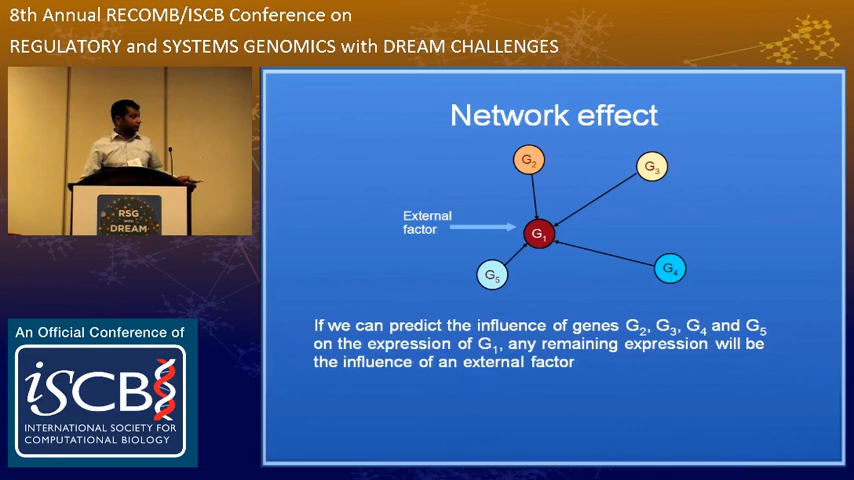 8th Annual RECOMB/ISCB Conference on
REGULATORY and SYSTEMS GENOMICS with DREAM CHALLENGES
RSG
with
DREAM
An Official Conference of
iSCB
INTERNATIONAL SOCIETY FOR
COMPUTATIONAL BIOLOGY
Network effect
G2
G3
External
factor
G1
G5
G4
If we can predict the influence of genes G2, G3, G4 and G5
on the expression of G1, any remaining expression will be
the influence of an external factor